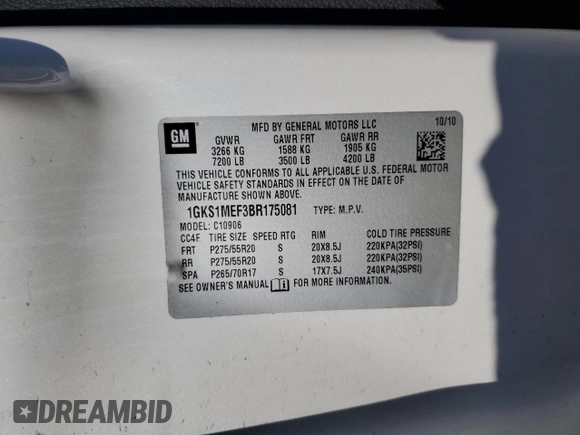 GM
MFD BY GENERAL MOTORS LLC
10/10
GVWR GAWR FRT GAWR RR
3266 KG 1588 KG 1905 KG
7200 LB 3500 LB 4200 LB
THIS VEHICLE CONFORMS TO ALL APPLICABLE U.S. FEDERAL MOTOR
VEHICLE SAFETY STANDARDS IN EFFECT ON THE DATE OF
MANUFACTURE SHOWN ABOVE.
1GKS1MEF3BR175081 TYPE: M.P.V.
MODEL: C10906
CC4F TIRE SIZE SPEED RTG RIM COLD TIRE PRESSURE
FRT P275/55R20 S 20X8.5J 220KPA(32PSI)
RR P275/55R20 S 20X8.5J 220KPA(32PSI)
SPA P265/70R17 S 17X7.5J 240KPA(35PSI)
SEE OWNER'S MANUAL FOR MORE INFORMATION.
DREAMBID